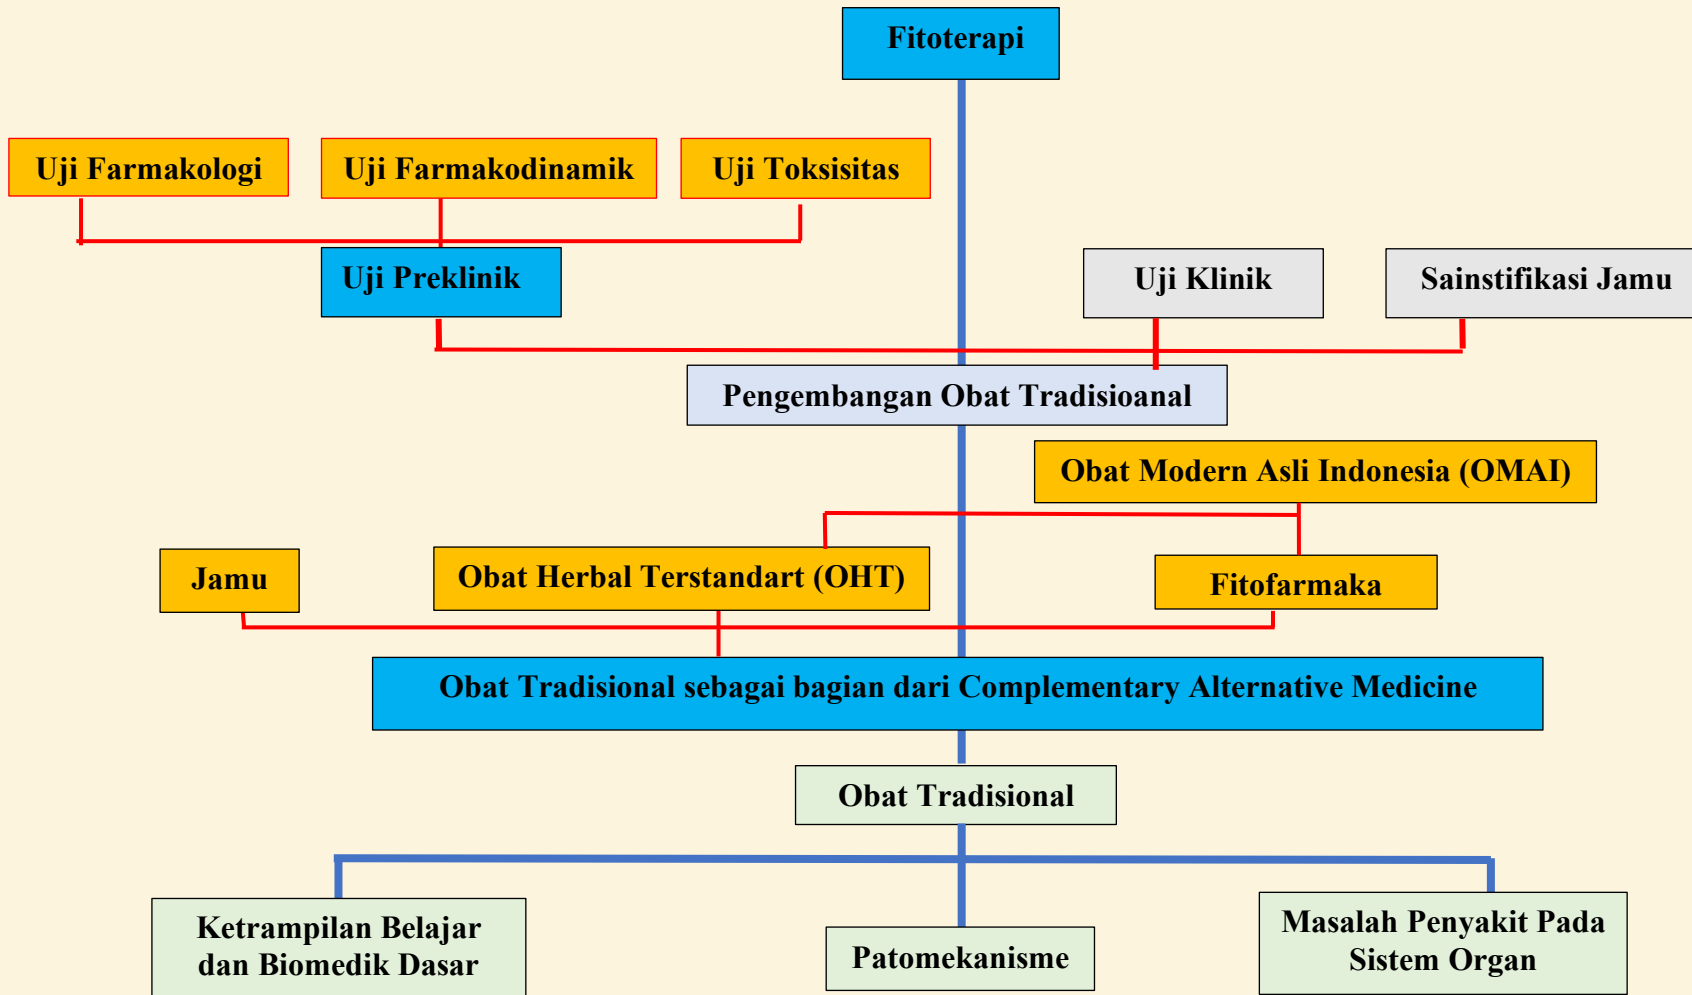 Fitoterapi
Uji Farmakologi
Uji Farmakodinamik
Uji Toksisitas
Uji Preklinik
Uji Klinik
Sainstifikasi Jamu
Pengembangan Obat Tradisioanal
Obat Modern Asli Indonesia (OMAI)
Jamu
Obat Herbal Terstandart (OHT)
Fitofarmaka
Obat Tradisional sebagai bagian dari Complementary Alternative Medicine
Obat Tradisional
Ketrampilan Belajar
dan Biomedik Dasar
Patomekanisme
Masalah Penyakit Pada
Sistem Organ